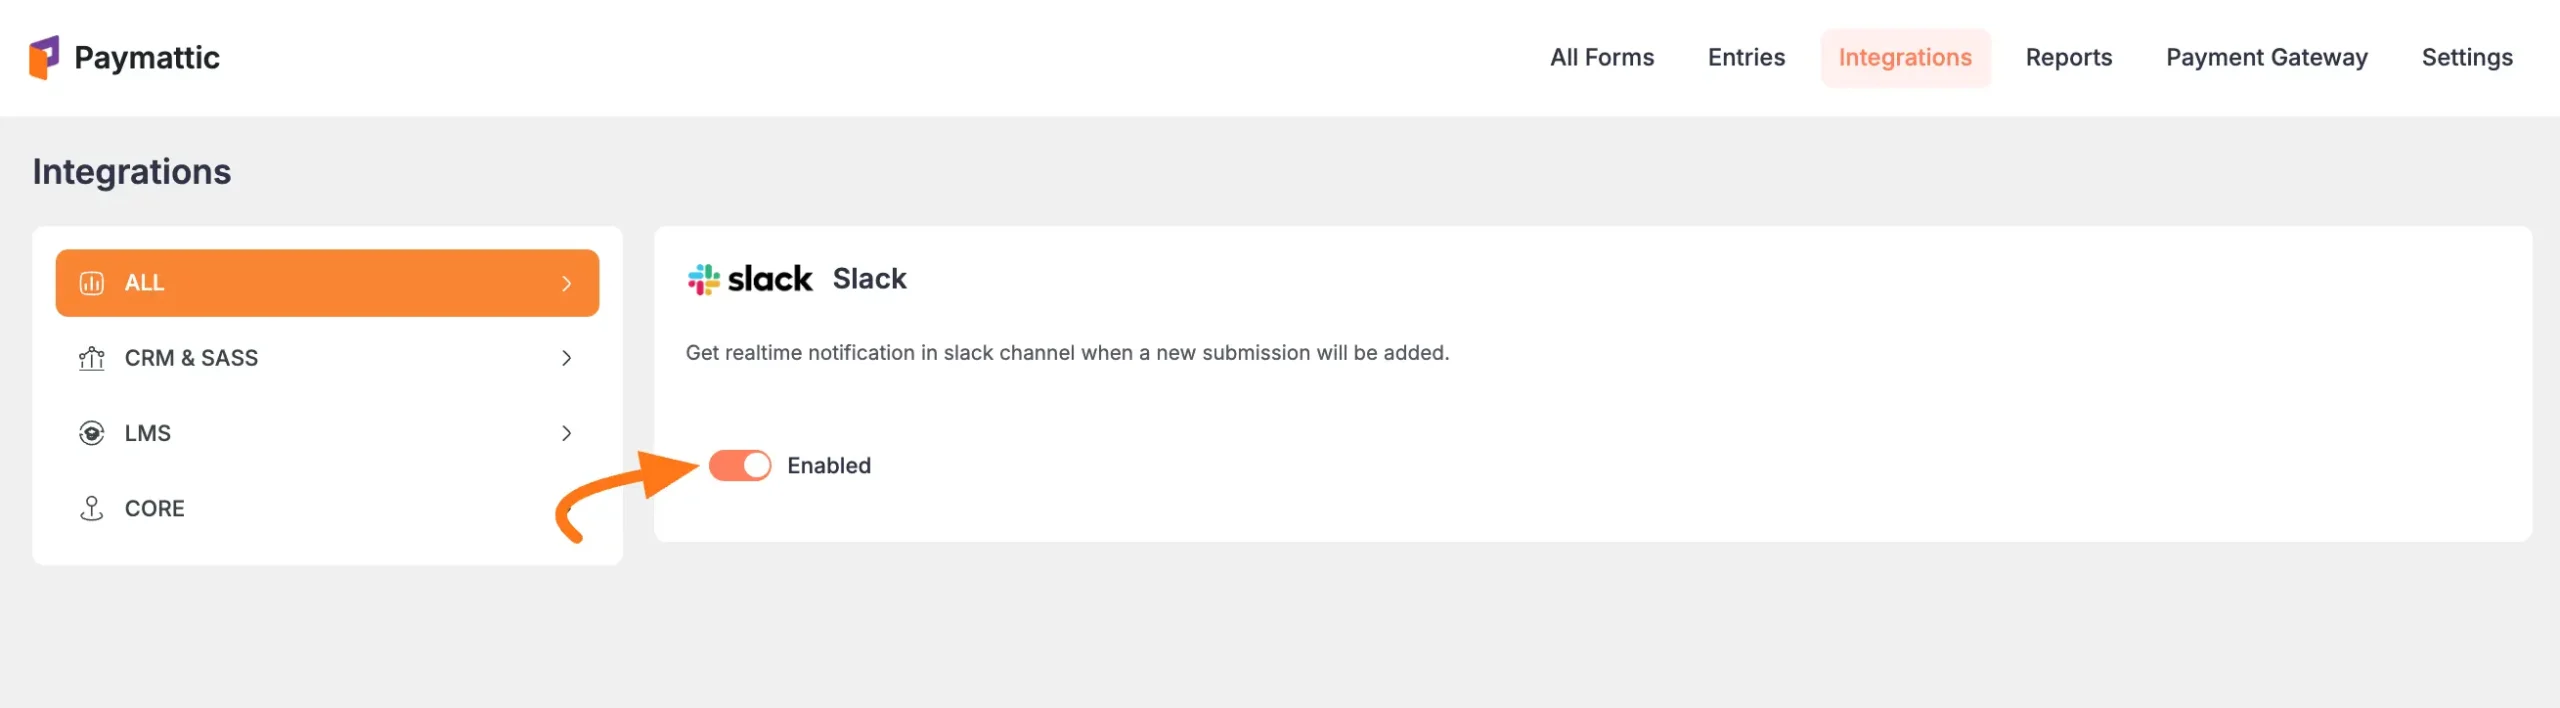 Paymattic
All Forms
Entries
Integrations
Reports
Payment Gateway
Settings
Integrations
ALL
CRM & SASS
LMS
CORE
slack Slack
Get realtime notification in slack channel when a new submission will be added.
Enabled